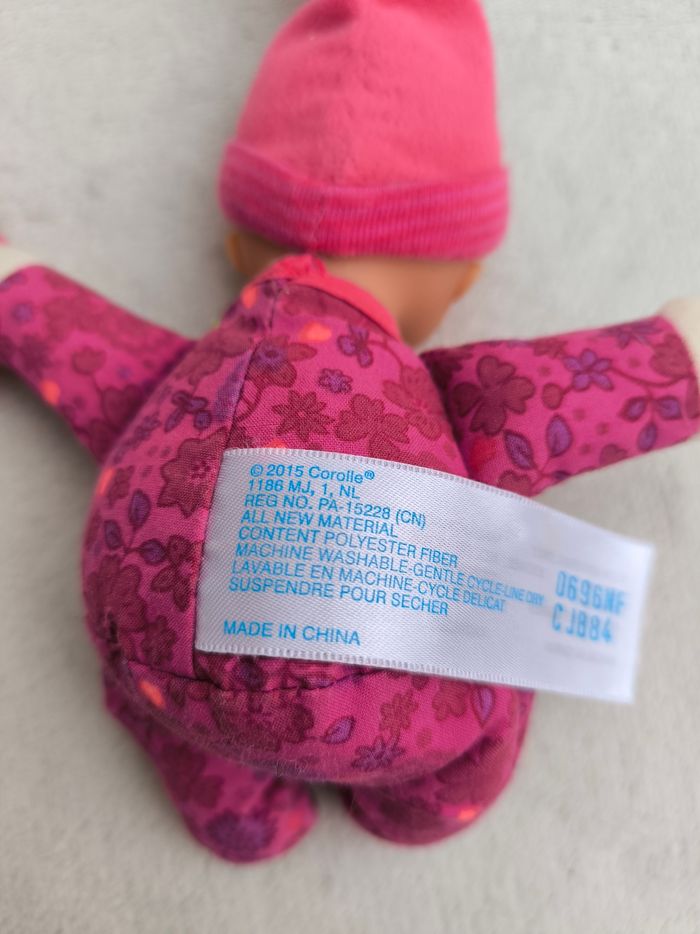 © 2015 Corolle®
1186 MJ, 1, NL
REG NO. PA-15228 (CN)
ALL NEW MATERIAL
CONTENT POLYESTER FIBER
MACHINE WASHABLE-GENTLE CYCLE-LINE DRY
LAVABLE EN MACHINE-CYCLE DELICAT
SUSPENDRE POUR SECHER
MADE IN CHINA
0696MF
CJB84